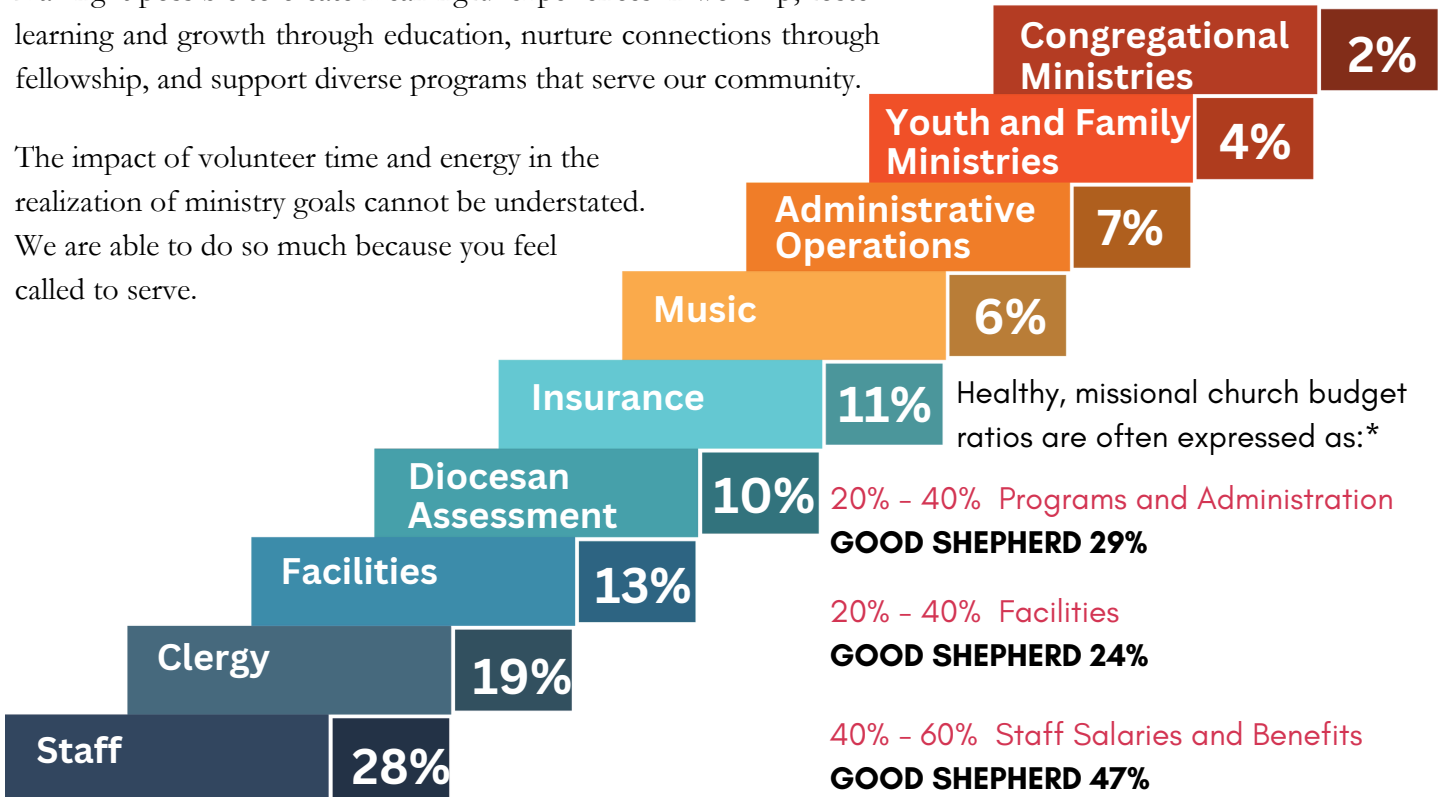 learning and growth through education, nurture connections through
fellowship, and support diverse programs that serve our community.
The impact of volunteer time and energy in the
realization of ministry goals cannot be understated.
We are able to do so much because you feel
called to serve.
Congregational
Ministries
2%
Youth and Family
Ministries
4%
Administrative
Operations
7%
Music
6%
Insurance
11%
Diocesan
Assessment
10%
Facilities
13%
Clergy
19%
Staff
28%
Healthy, missional church budget
ratios are often expressed as:*
20% - 40% Programs and Administration
GOOD SHEPHERD 29%
20% - 40% Facilities
GOOD SHEPHERD 24%
40% - 60% Staff Salaries and Benefits
GOOD SHEPHERD 47%